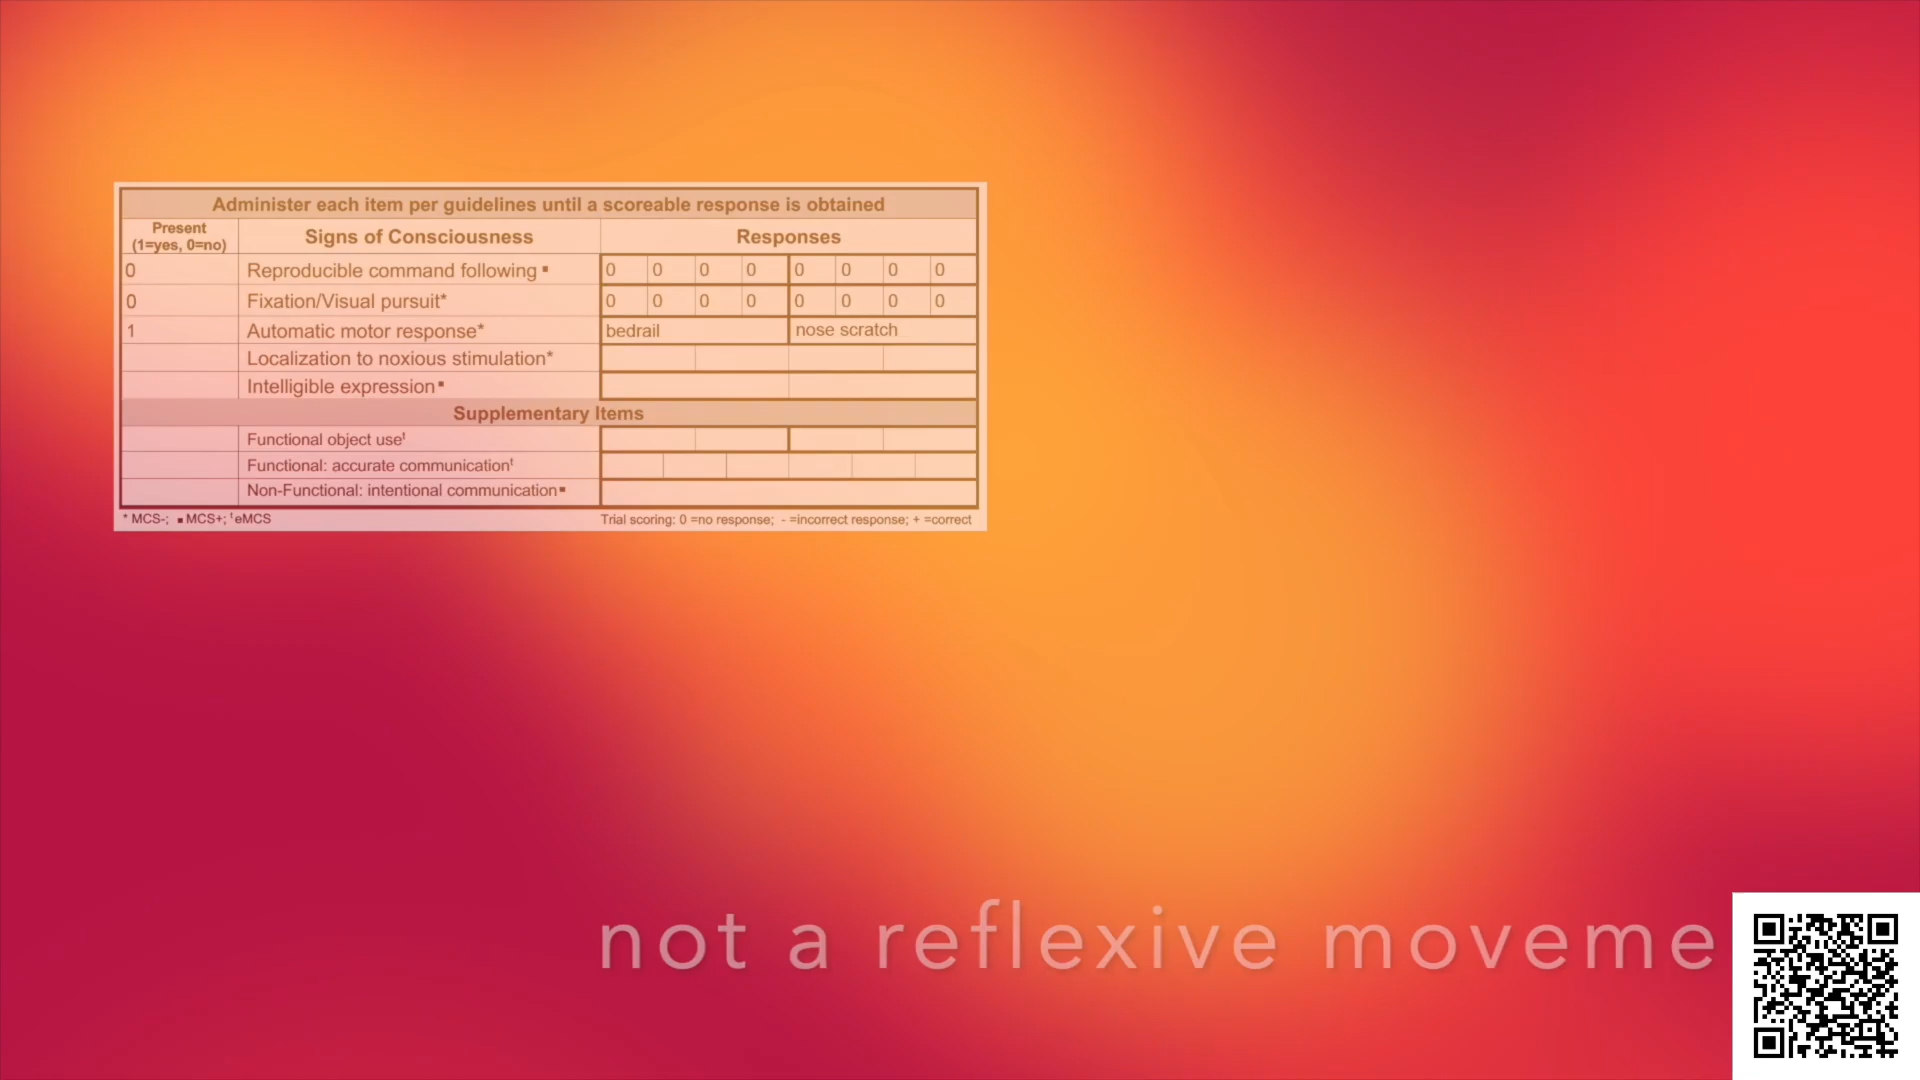 Administer each item per guidelines until a scoreable response is obtained
Present (1=yes, 0=no) Signs of Consciousness Responses
0 Reproducible command following ▪ 0 0 0 0 0 0 0 0
0 Fixation/Visual pursuit* 0 0 0 0 0 0 0 0
1 Automatic motor response* bedrail nose scratch
Localization to noxious stimulation*
Intelligible expression▪
Supplementary Items
Functional object use^t
Functional: accurate communication^t
Non-Functional: intentional communication▪
* MCS-; ▪ MCS+; ^t eMCS Trial scoring: 0 =no response; - =incorrect response; + =correct
not a reflexive moveme